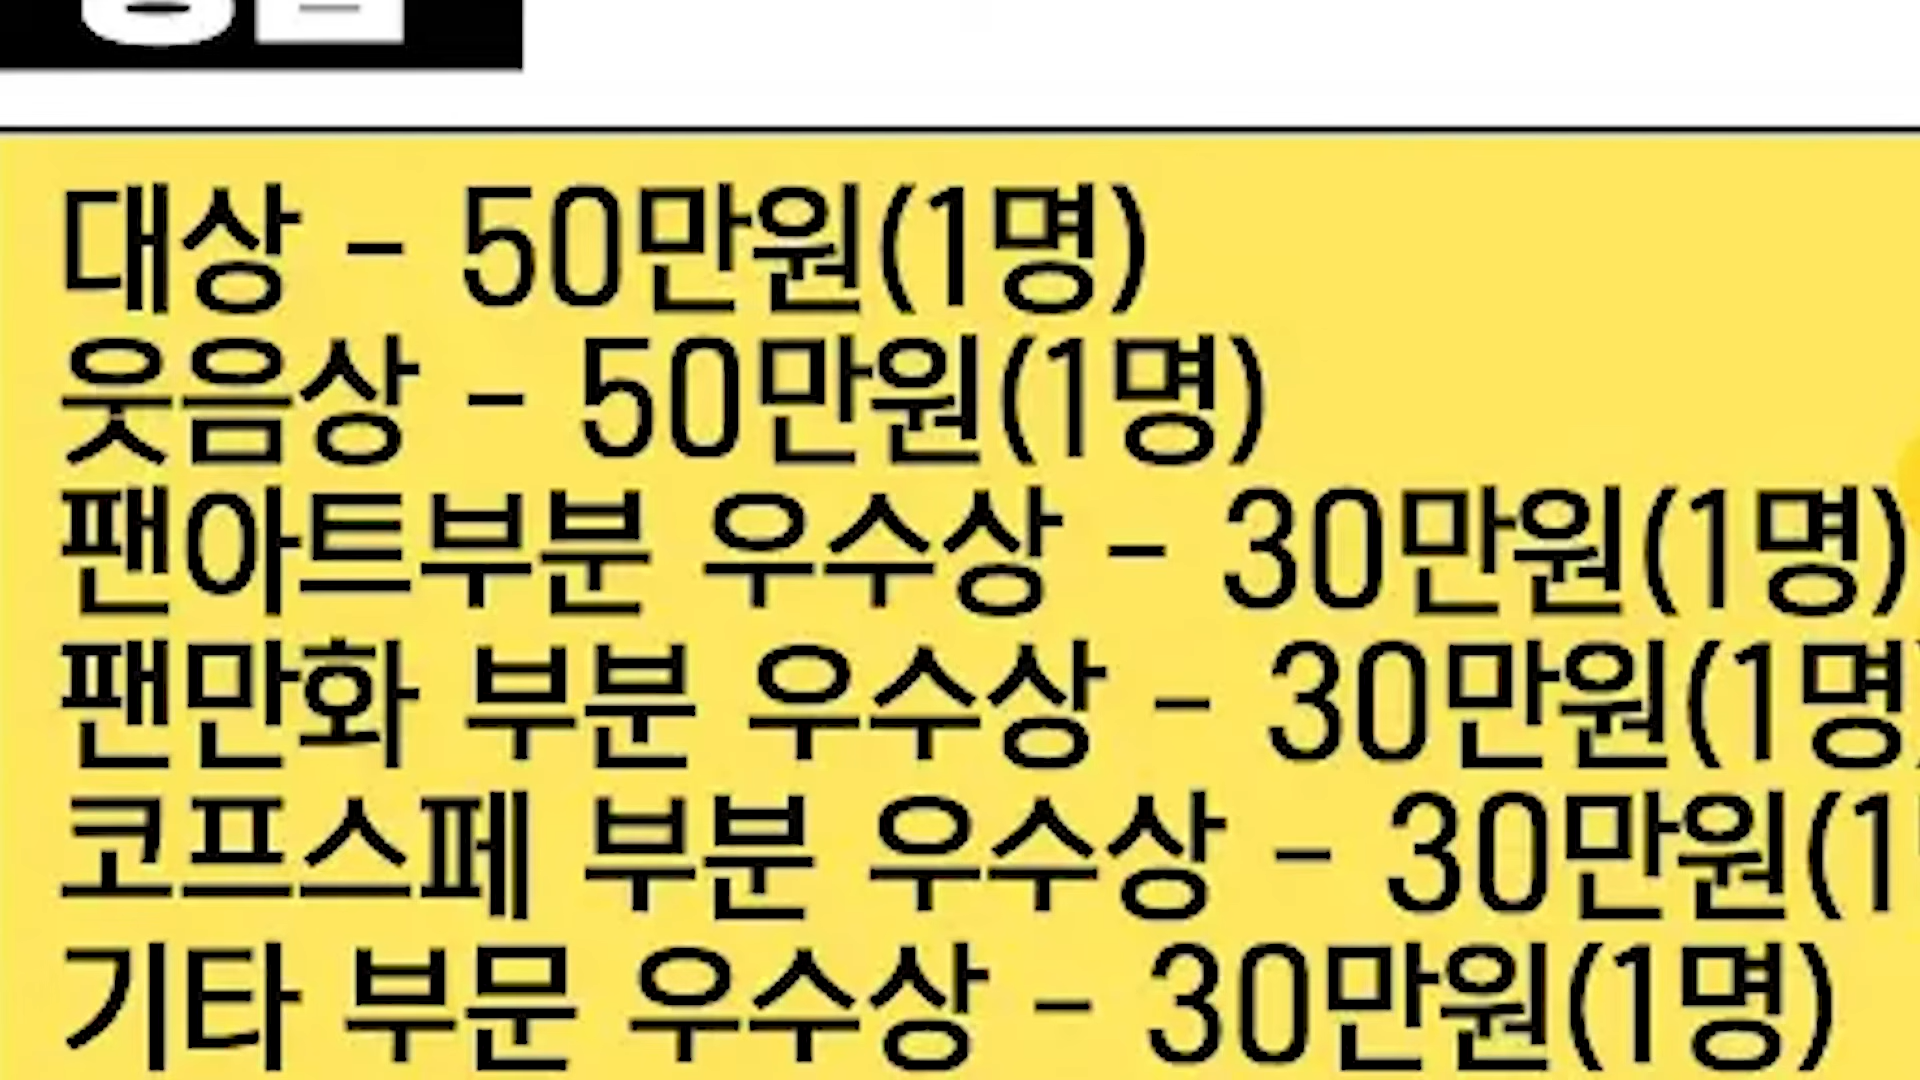 대상 - 50만원(1명)
웃음상 - 50만원(1명)
팬아트부분 우수상 - 30만원(1명)
팬만화 부분 우수상 - 30만원(1명
코프스페 부분 우수상 - 30만원(1
기타 부문 우수상 - 30만원(1명)